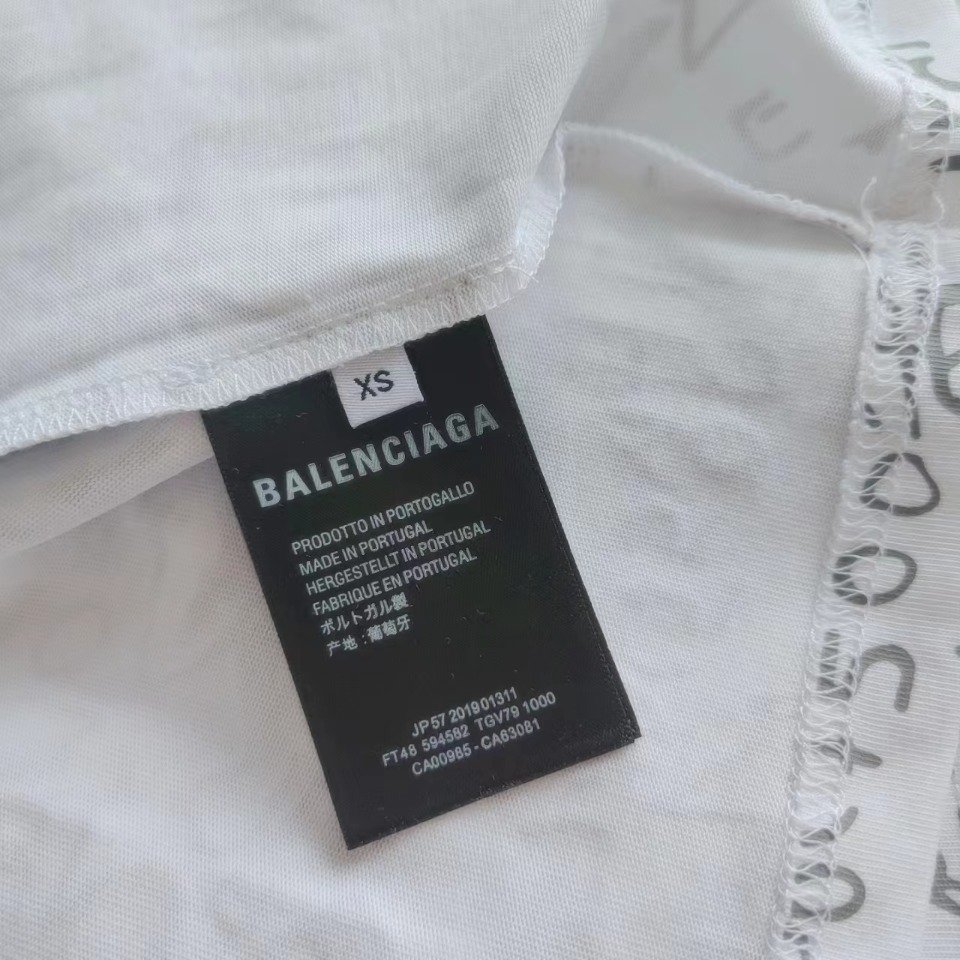 XS
BALENCIAGA
PRODOTTO IN PORTOGALLO
MADE IN PORTUGAL
HERGESTELLT IN PORTUGAL
FABRIQUE EN PORTUGAL
ポルトガル製
产地:葡萄牙
JP57 201901311
FT48 594582 TGV79 1000
CA00985-CA63081